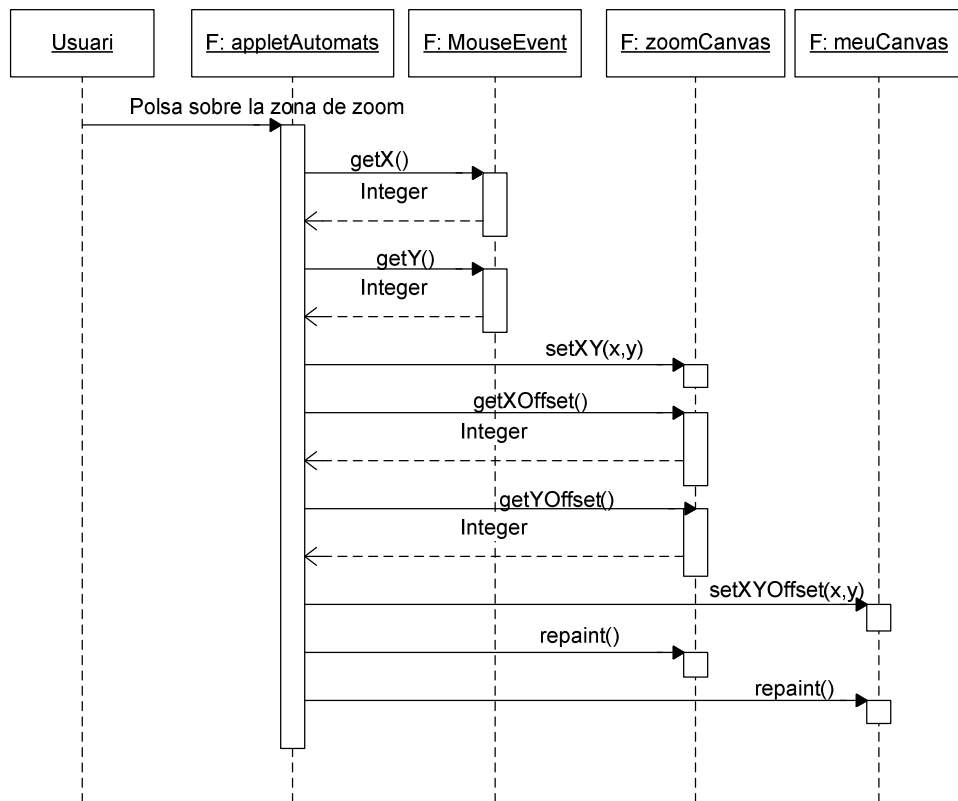 Usuari
F: appletAutomats
F: MouseEvent
F: zoomCanvas
F: meuCanvas
Polsa sobre la zona de zoom
getX()
Integer
getY()
Integer
setXY(x,y)
getXOffset()
Integer
getYOffset()
Integer
setXYOffset(x,y)
repaint()
repaint()